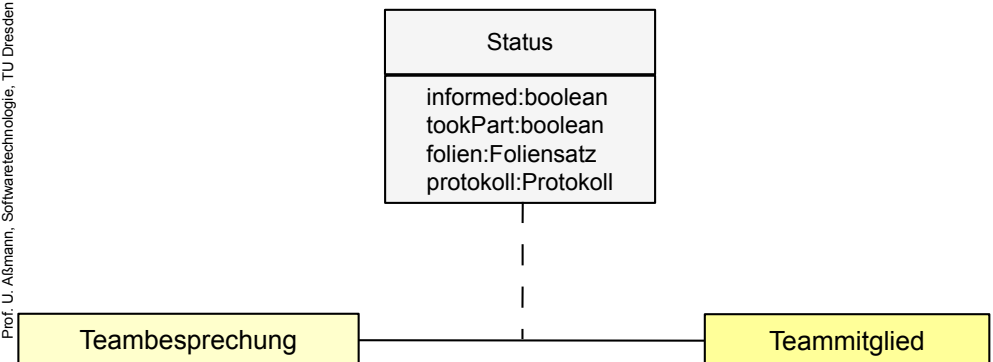 Prof. U. Aßmann, Softwaretechnologie, TU Dresden
Status
informed:boolean
tookPart:boolean
folien:Foliensatz
protokoll:Protokoll
Teambesprechung
Teammitglied